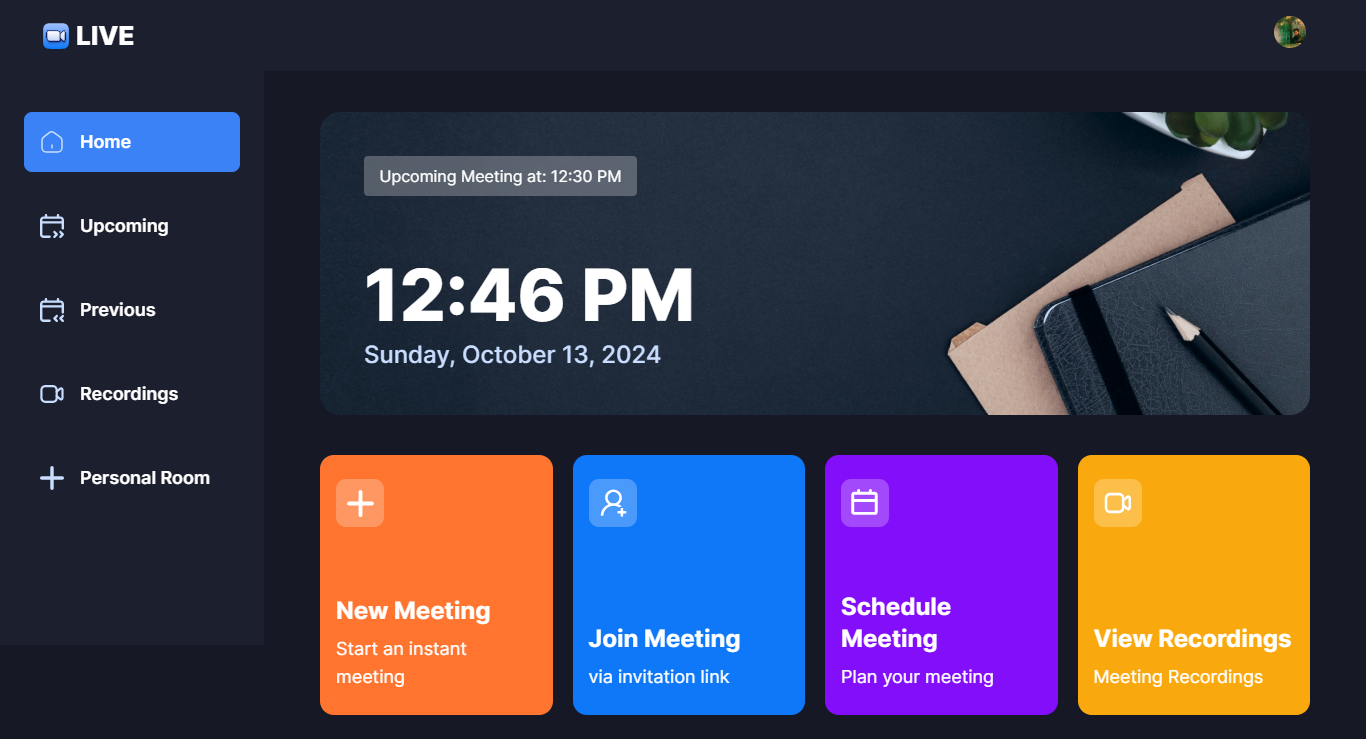 LIVE
Home
Upcoming
Previous
Recordings
Personal Room
Upcoming Meeting at: 12:30 PM
12:46 PM
Sunday, October 13, 2024
New Meeting
Start an instant
meeting
Join Meeting
via invitation link
Schedule
Meeting
Plan your meeting
View Recordings
Meeting Recordings